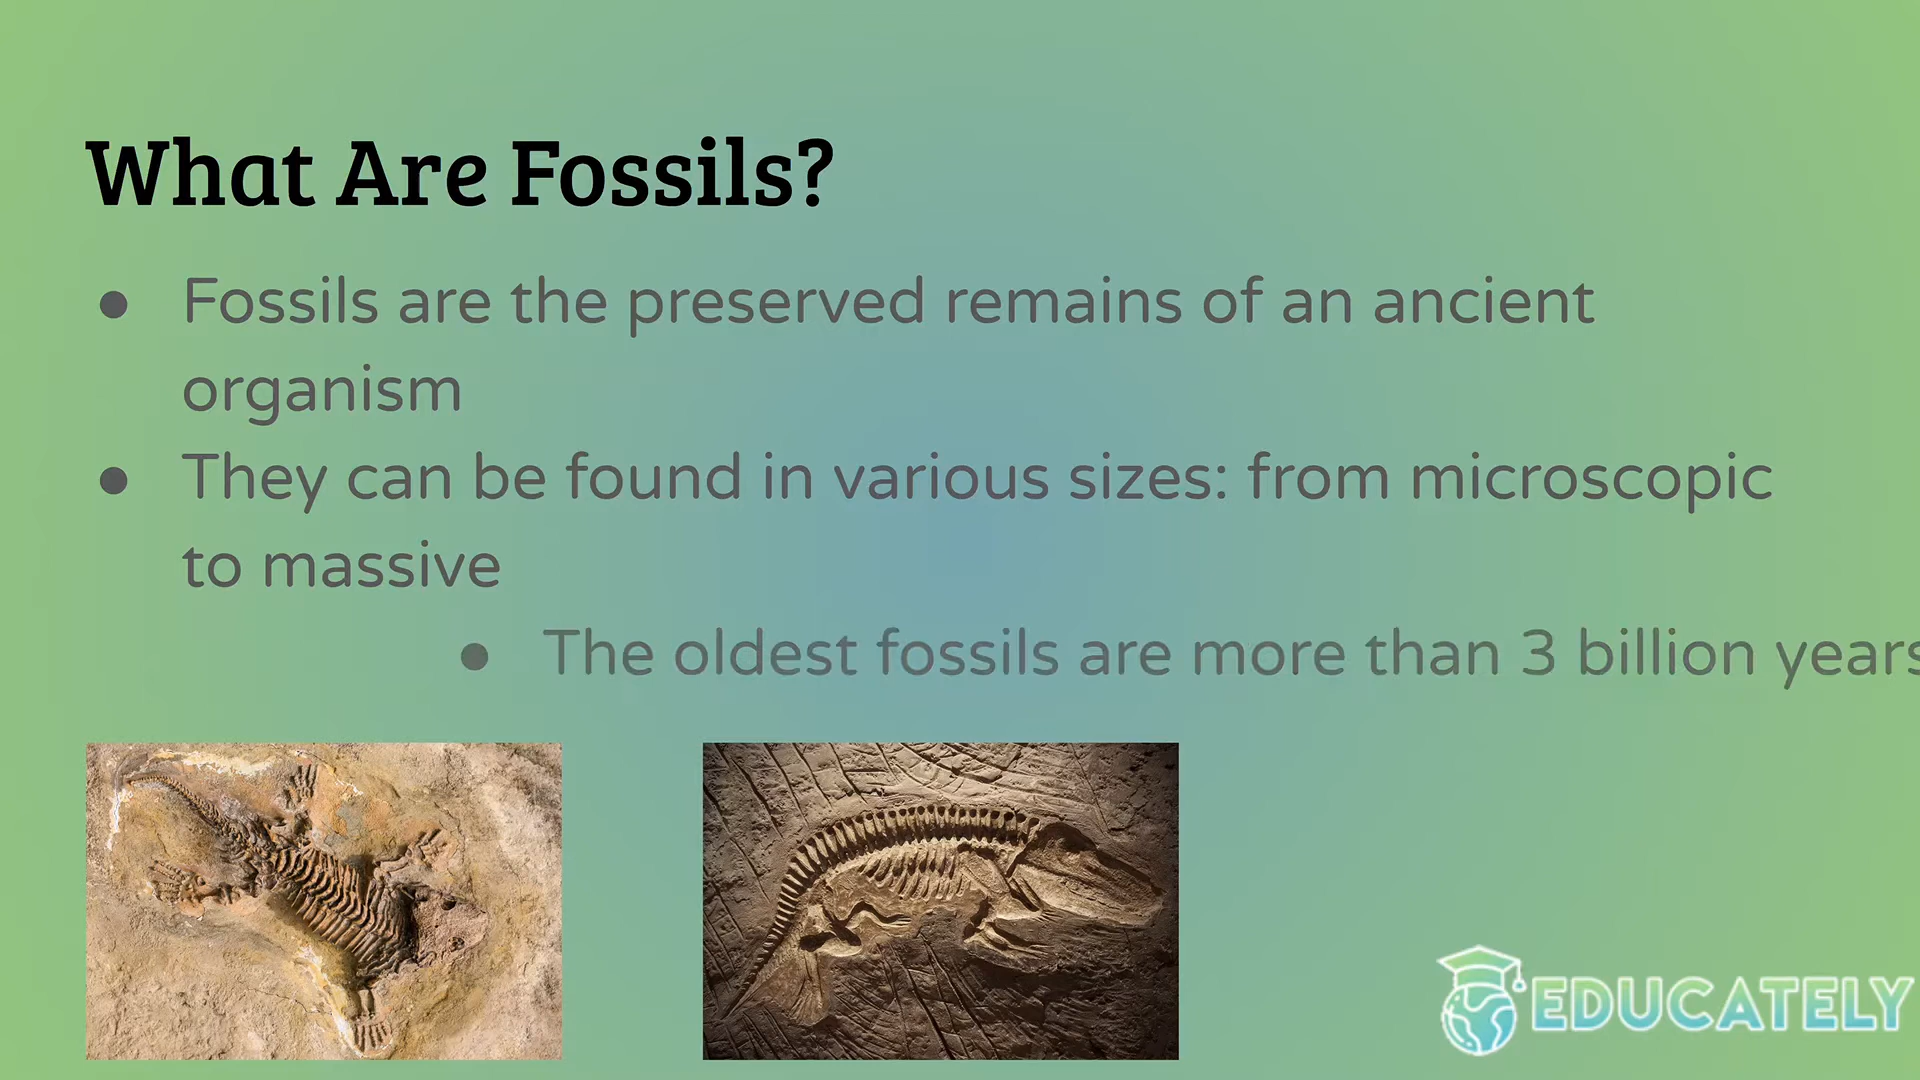 What Are Fossils?
● Fossils are the preserved remains of an ancient
organism
● They can be found in various sizes: from microscopic
to massive
● The oldest fossils are more than 3 billion years
EDUCATELY